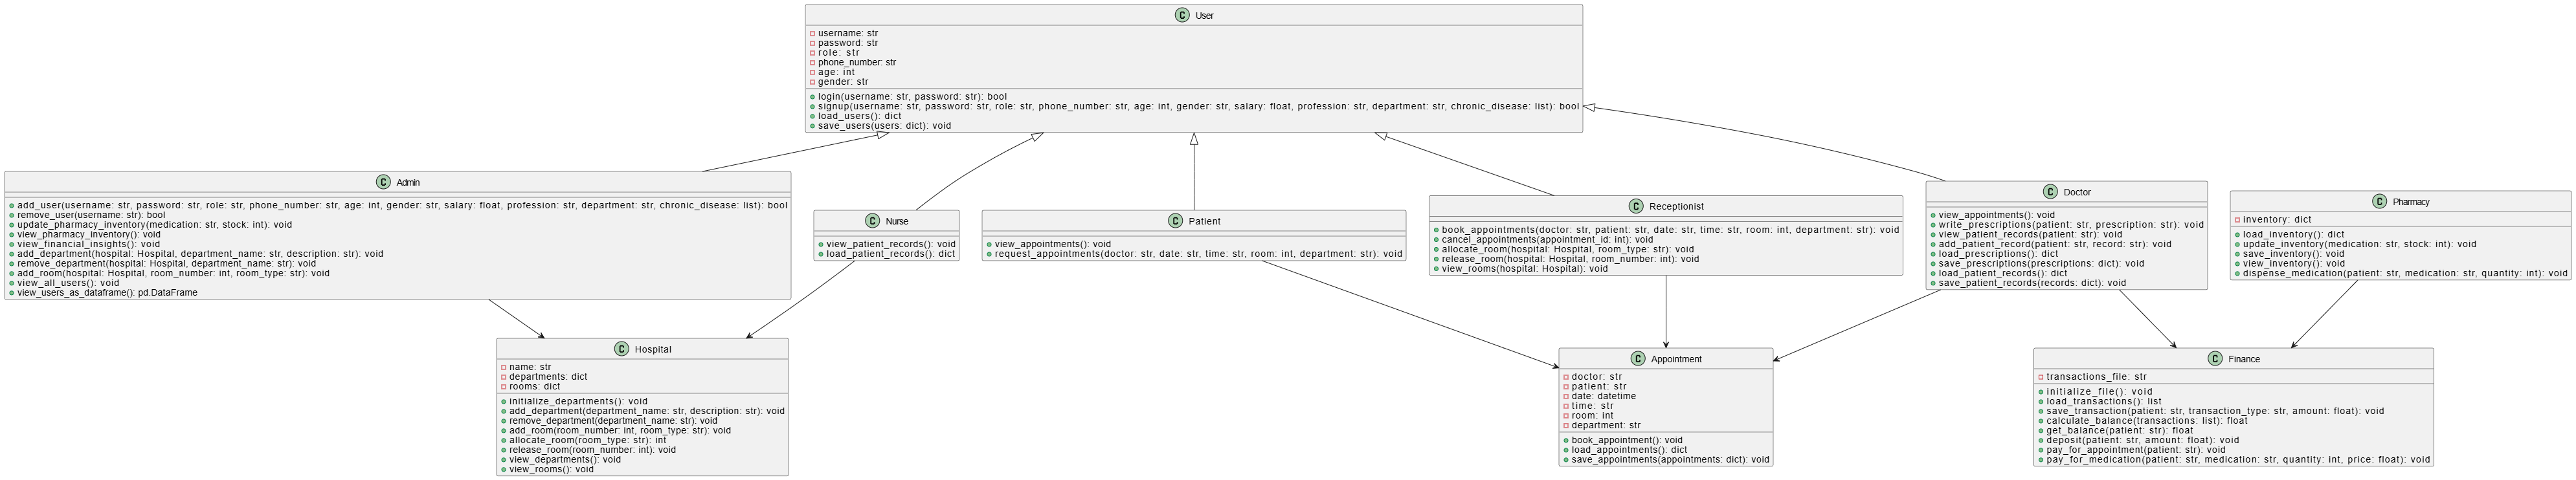 C User
username: str
password: str
role: str
phone_number: str
age: int
gender: str
login(username: str, password: str): bool
signup(username: str, password: str, role: str, phone_number: str, age: int, gender: str, salary: float, profession: str, department: str, chronic_disease: list): bool
load_users(): dict
save_users(users: dict): void
C Admin
add_user(username: str, password: str, role: str, phone_number: str, age: int, gender: str, salary: float, profession: str, department: str, chronic_disease: list): bool
remove_user(username: str): bool
update_pharmacy_inventory(medication: str, stock: int): void
view_pharmacy_inventory(): void
view_financial_insights(): void
add_department(hospital: Hospital, department_name: str, description: str): void
remove_department(hospital: Hospital, department_name: str): void
add_room(hospital: Hospital, room_number: int, room_type: str): void
view_all_users(): void
view_users_as_dataframe(): pd.DataFrame
C Nurse
view_patient_records(): void
load_patient_records(): dict
C Patient
view_appointments(): void
request_appointments(doctor: str, date: str, time: str, room: int, department: str): void
C Receptionist
book_appointments(doctor: str, patient: str, date: str, time: str, room: int, department: str): void
cancel_appointments(appointment_id: int): void
allocate_room(hospital: Hospital, room_type: str): void
release_room(hospital: Hospital, room_number: int): void
view_rooms(hospital: Hospital): void
C Doctor
view_appointments(): void
write_prescriptions(patient: str, prescription: str): void
view_patient_records(patient: str): void
add_patient_record(patient: str, record: str): void
load_prescriptions(): dict
save_prescriptions(prescriptions: dict): void
load_patient_records(): dict
save_patient_records(records: dict): void
C Pharmacy
inventory: dict
load_inventory(): dict
update_inventory(medication: str, stock: int): void
save_inventory(): void
view_inventory(): void
dispense_medication(patient: str, medication: str, quantity: int): void
C Hospital
name: str
departments: dict
rooms: dict
initialize_departments(): void
add_department(department_name: str, description: str): void
remove_department(department_name: str): void
add_room(room_number: int, room_type: str): void
allocate_room(room_type: str): int
release_room(room_number: int): void
view_departments(): void
view_rooms(): void
C Appointment
doctor: str
patient: str
date: datetime
time: str
room: int
department: str
book_appointment(): void
load_appointments(): dict
save_appointments(appointments: dict): void
C Finance
transactions_file: str
initialize_file(): void
load_transactions(): list
save_transaction(patient: str, transaction_type: str, amount: float): void
calculate_balance(transactions: list): float
get_balance(patient: str): float
deposit(patient: str, amount: float): void
pay_for_appointment(patient: str): void
pay_for_medication(patient: str, medication: str, quantity: int, price: float): void